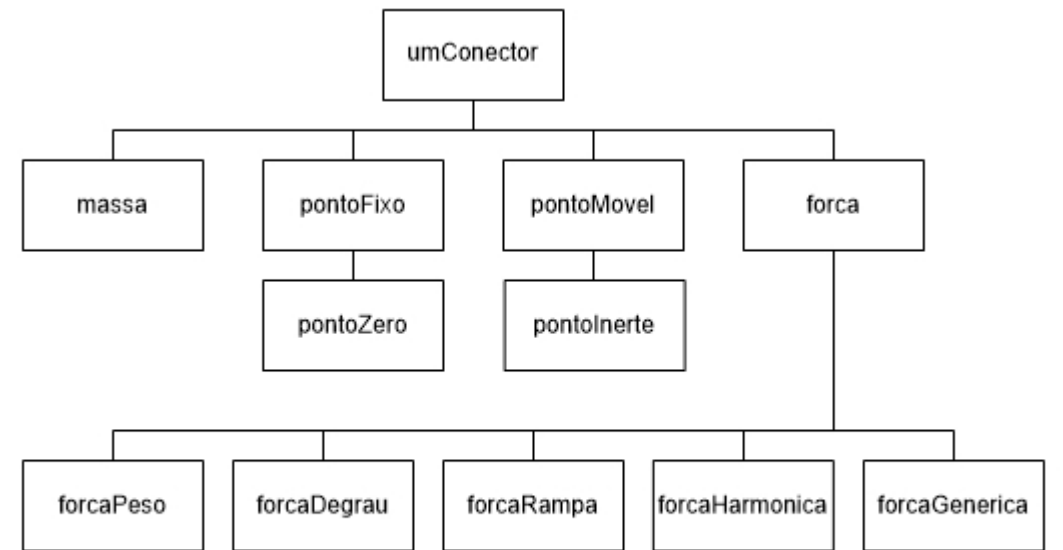 umConector
massa
pontoFixo
pontoMovel
forca
pontoZero
pontoInerte
forcaPeso
forcaDegrau
forcaRampa
forcaHarmonica
forcaGenerica